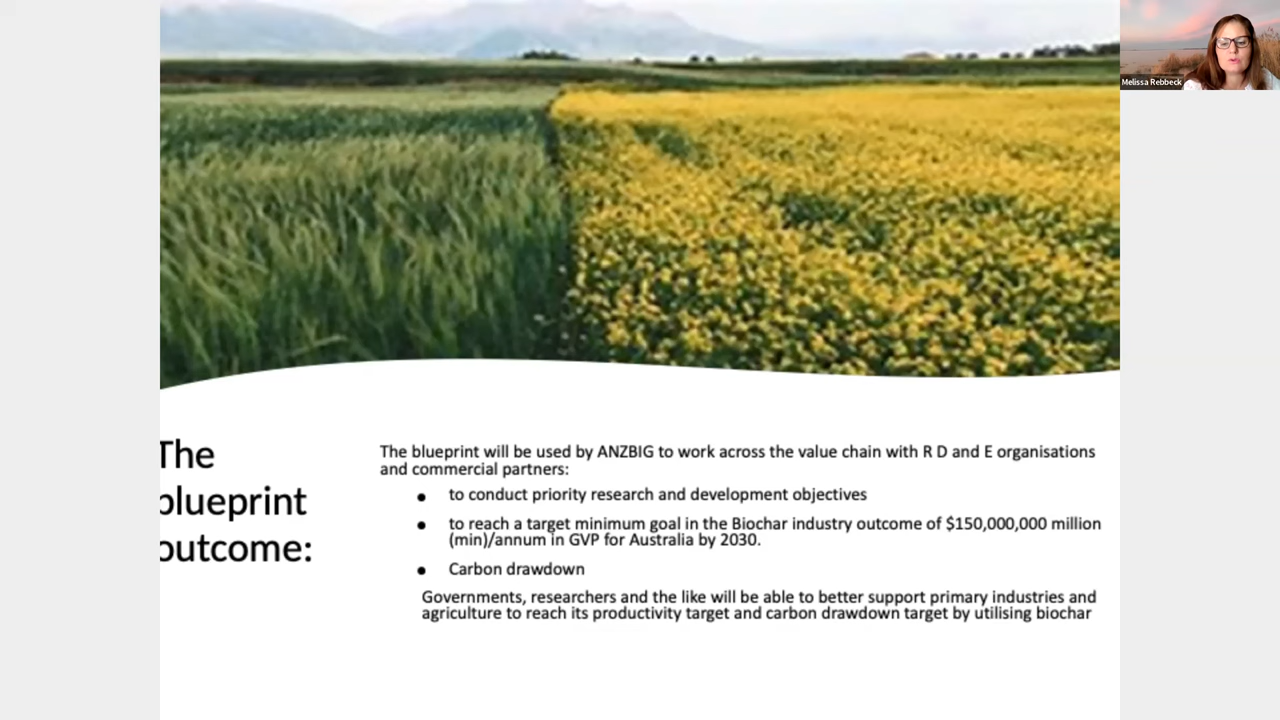 Melissa Rebbeck
The
blueprint
outcome:
The blueprint will be used by ANZBIG to work across the value chain with R D and E organisations
and commercial partners:
● to conduct priority research and development objectives
● to reach a target minimum goal in the Biochar industry outcome of $150,000,000 million
(min)/annum in GVP for Australia by 2030.
● Carbon drawdown
Governments, researchers and the like will be able to better support primary industries and
agriculture to reach its productivity target and carbon drawdown target by utilising biochar